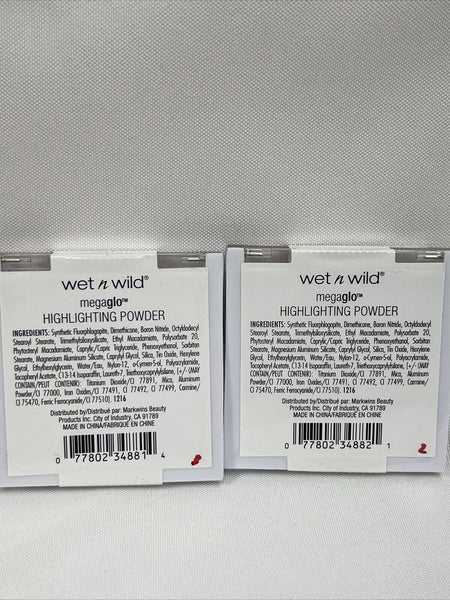 wet n wild®
megaglo™
HIGHLIGHTING POWDER
INGREDIENTS: Synthetic Fluorphlogopite, Dimethicone, Boron Nitride, Octyldodecyl
Stearoyl Stearate, Trimethylsiloxysilicate, Ethyl Macadamiate, Polysorbate 20,
Phytosteryl Macadamiate, Caprylic/Capric Triglyceride, Phenoxyethanol, Sorbitan
Stearate, Magnesium Aluminum Silicate, Caprylyl Glycol, Silica, Tin Oxide, Hexylene
Glycol, Ethylhexylglycerin, Water/Eau, Nylon-12, o-Cymen-5-ol, Polyacrylamide,
Tocopheryl Acetate, C13-14 Isoparaffin, Laureth-7, Triethoxycaprylylsilane, [+/- (MAY
CONTAIN/PEUT CONTENIR): Titanium Dioxide/CI 77891, Mica, Aluminum
Powder/CI 77000, Iron Oxides/CI 77491, CI 77492, CI 77499, Carmine/
CI 75470, Ferric Ferrocyanide/CI 77510]. 1216
Distributed by/Distribué par: Markwins Beauty
Products Inc. City of Industry, CA 91789
MADE IN CHINA/FABRIQUÉ EN CHINE
0 77802 34881 4
wet n wild®
megaglo™
HIGHLIGHTING POWDER
INGREDIENTS: Synthetic Fluorphlogopite, Dimethicone, Boron Nitride, Octyldodecyl
Stearoyl Stearate, Trimethylsiloxysilicate, Ethyl Macadamiate, Polysorbate 20,
Phytosteryl Macadamiate, Caprylic/Capric Triglyceride, Phenoxyethanol, Sorbitan
Stearate, Magnesium Aluminum Silicate, Caprylyl Glycol, Silica, Tin Oxide, Hexylene
Glycol, Ethylhexylglycerin, Water/Eau, Nylon-12, o-Cymen-5-ol, Polyacrylamide,
Tocopheryl Acetate, C13-14 Isoparaffin, Laureth-7, Triethoxycaprylylsilane, [+/- (MAY
CONTAIN/PEUT CONTENIR): Titanium Dioxide/CI 77891, Mica, Aluminum
Powder/CI 77000, Iron Oxides/CI 77491, CI 77492, CI 77499, Carmine/
CI 75470, Ferric Ferrocyanide/CI 77510]. 1216
Distributed by/Distribué par: Markwins Beauty
Products Inc. City of Industry, CA 91789
MADE IN CHINA/FABRIQUÉ EN CHINE
0 77802 34882 1